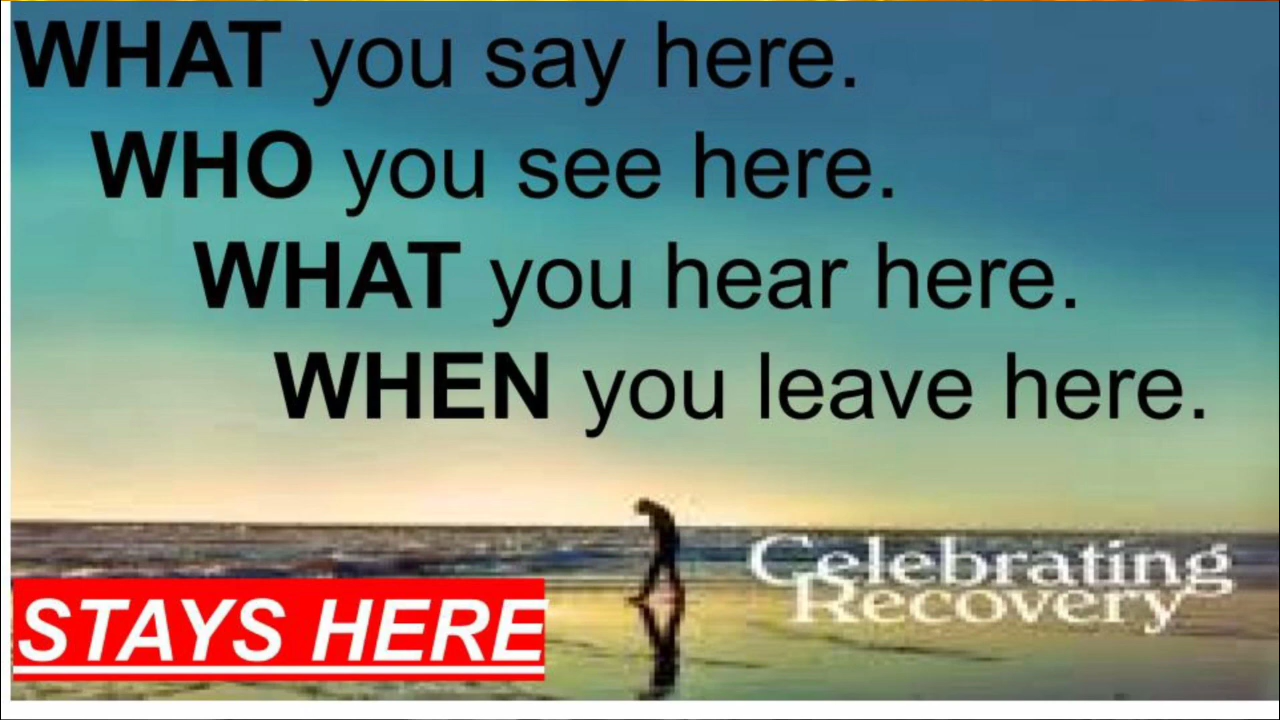 WHAT you say here.
WHO you see here.
WHAT you hear here.
WHEN you leave here.
STAYS HERE
Celebrating
Recovery